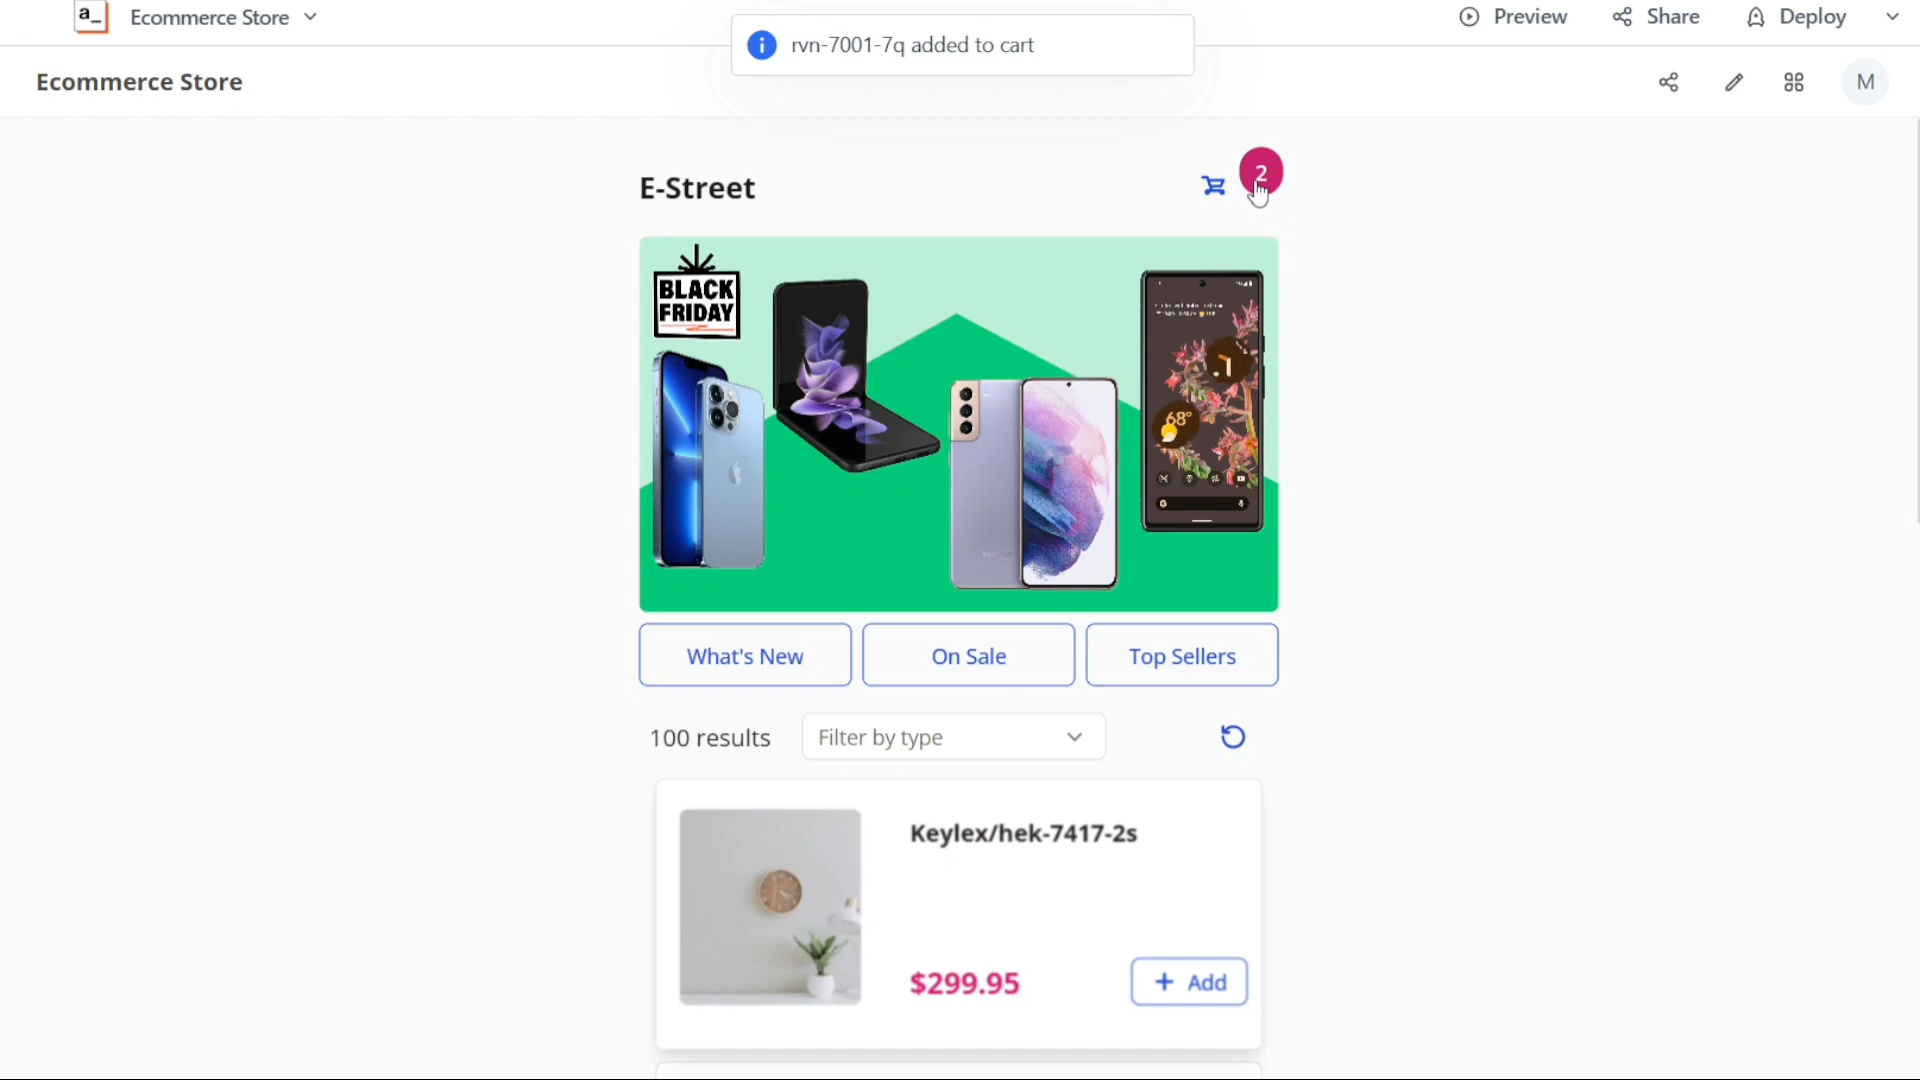 a_ Ecommerce Store
rvn-7001-7q added to cart
Preview Share Deploy
Ecommerce Store
M
E-Street
2
BLACK
FRIDAY
68°
What's New On Sale Top Sellers
100 results Filter by type
Keylex/hek-7417-2s
$299.95 + Add